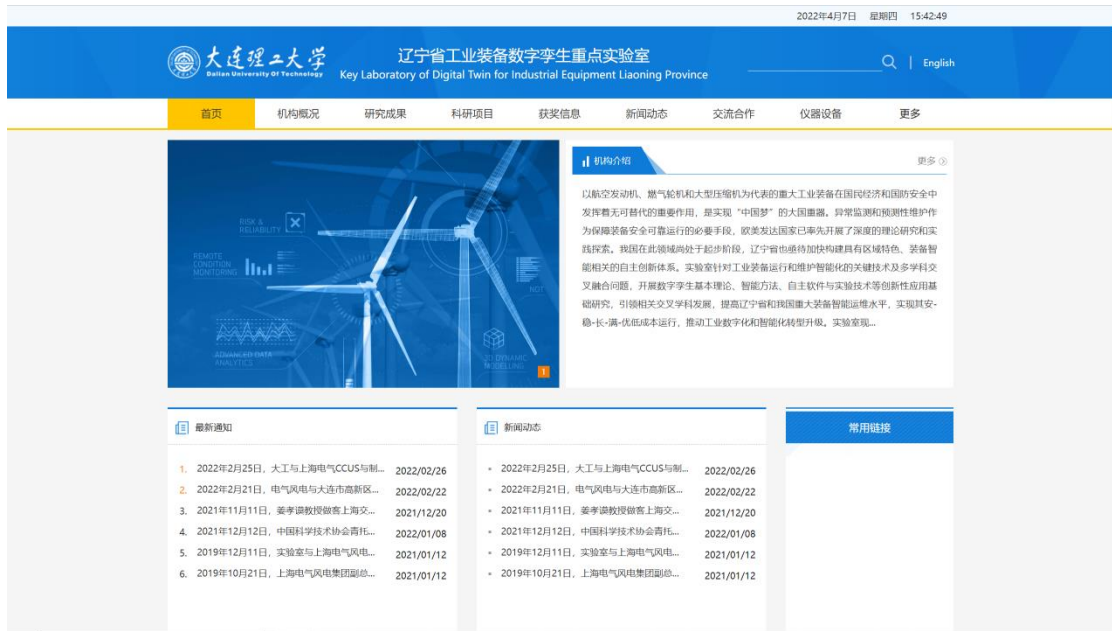 2022年4月7日 星期四 15:42:49
大连理工大学
Dalian University Of Technology
辽宁省工业装备数字孪生重点实验室
Key Laboratory of Digital Twin for Industrial Equipment Liaoning Province
| English
首页 机构概况 研究成果 科研项目 获奖信息 新闻动态 交流合作 仪器设备 更多
RISK & RELIABILITY
REMOTE
CONDITION
MONITORING
NOT
ADVANCED DATA
ANALYTICS
2D DYNAMIC
MODELLING
1
机构介绍 更多
以航空发动机、燃气轮机和大型压缩机为代表的重大工业装备在国民经济和国防安全中
发挥着无可替代的重要作用，是实现“中国梦”的大国重器。异常监测和预测性维护作
为保障装备安全可靠运行的必要手段，欧美发达国家已率先开展了深度的理论研究和实
践探索。我国在此领域尚处于起步阶段，辽宁省也亟待加快构建具有区域特色、装备智
能相关的自主创新体系。实验室针对工业装备运行和维护智能化的关键技术及多学科交
叉融合问题，开展数字孪生基本理论、智能方法、自主软件与实验技术等创新性应用基
础研究，引领相关交叉学科发展，提高辽宁省和我国重大装备智能运维水平，实现其安-
稳-长-满-优低成本运行，推动工业数字化和智能化转型升级。实验室现...
最新通知
1. 2022年2月25日，大工与上海电气CCUS与制... 2022/02/26
2. 2022年2月21日，电气风电与大连市高新区... 2022/02/22
3. 2021年11月11日，姜孝谟教授做客上海交... 2021/12/20
4. 2021年12月12日，中国科学技术协会青托... 2022/01/08
5. 2019年12月11日，实验室与上海电气风电... 2021/01/12
6. 2019年10月21日，上海电气风电集团副总... 2021/01/12
新闻动态
2022年2月25日，大工与上海电气CCUS与制... 2022/02/26
2022年2月21日，电气风电与大连市高新区... 2022/02/22
2021年11月11日，姜孝谟教授做客上海交... 2021/12/20
2021年12月12日，中国科学技术协会青托... 2022/01/08
2019年12月11日，实验室与上海电气风电... 2021/01/12
2019年10月21日，上海电气风电集团副总... 2021/01/12
常用链接